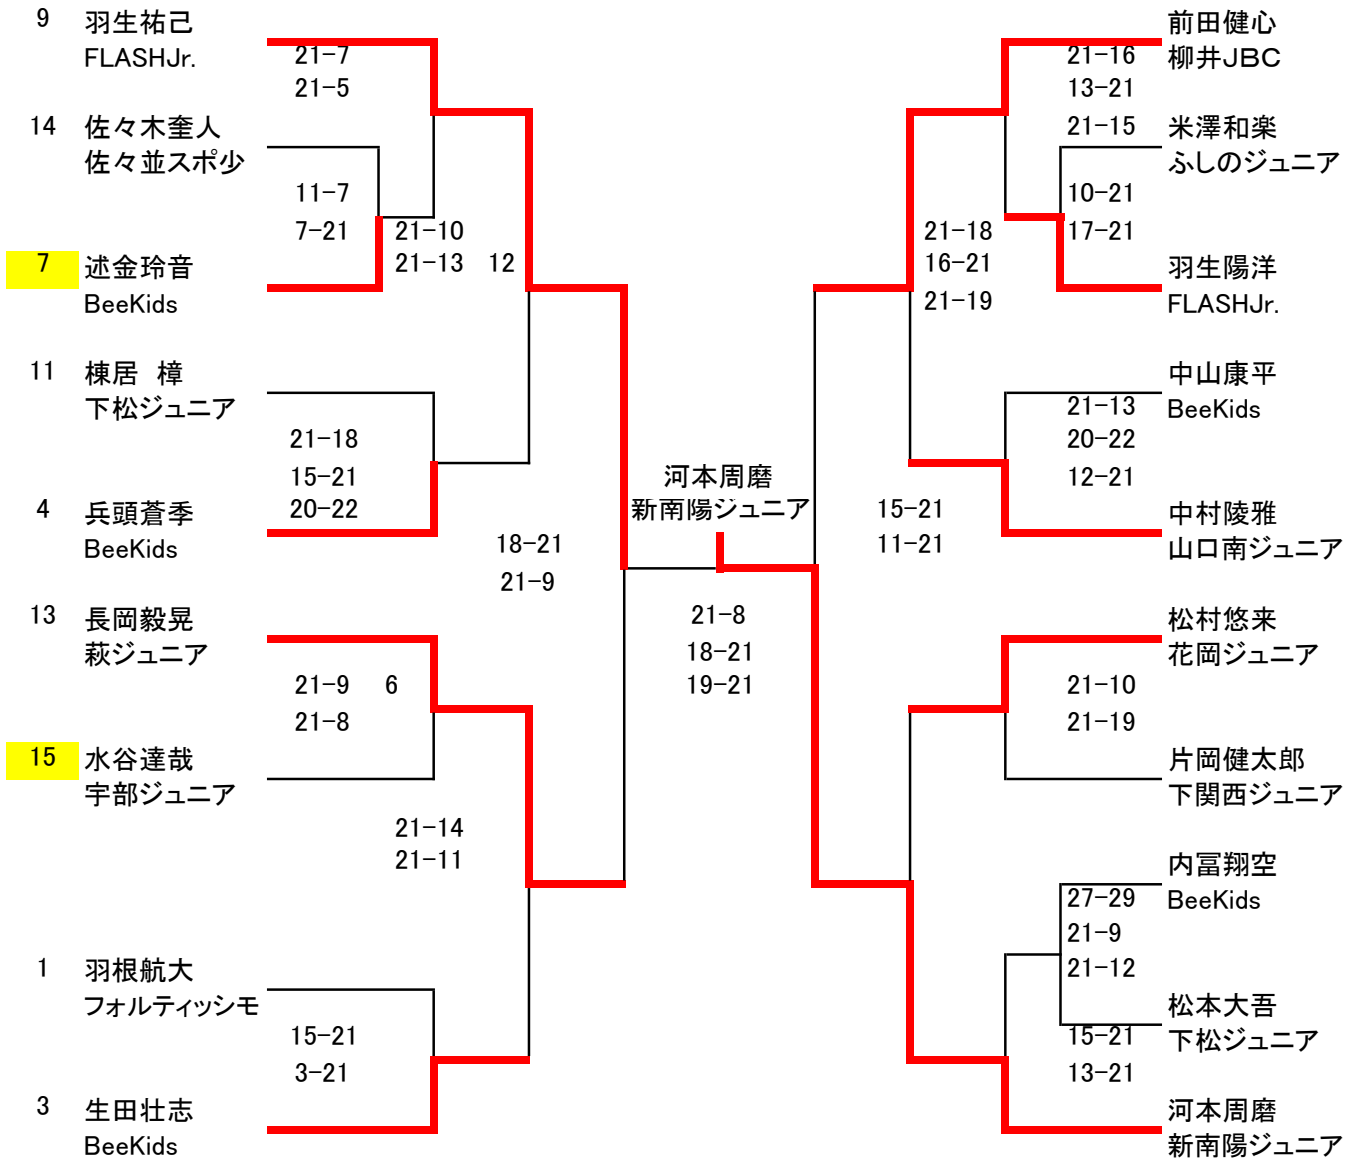 9 羽生祐己
FLASHJr.
21-7
21-5
14 佐々木奎人
佐々並スポ少
11-7
7-21
21-10
21-13 12
7 述金玲音
BeeKids
11 棟居 樟
下松ジュニア
21-18
15-21
20-22
4 兵頭蒼季
BeeKids
18-21
21-9
13 長岡毅晃
萩ジュニア
21-9 6
21-8
15 水谷達哉
宇部ジュニア
21-14
21-11
1 羽根航大
フォルティッシモ
15-21
3-21
3 生田壮志
BeeKids
河本周磨
新南陽ジュニア
21-8
18-21
19-21
前田健心
柳井JBC
21-16
13-21
21-15
米澤和楽
ふしのジュニア
10-21
17-21
21-18
16-21
21-19
羽生陽洋
FLASHJr.
中山康平
BeeKids
21-13
20-22
12-21
中村陵雅
山口南ジュニア
15-21
11-21
松村悠来
花岡ジュニア
21-10
21-19
片岡健太郎
下関西ジュニア
内冨翔空
BeeKids
27-29
21-9
21-12
松本大吾
下松ジュニア
15-21
13-21
河本周磨
新南陽ジュニア